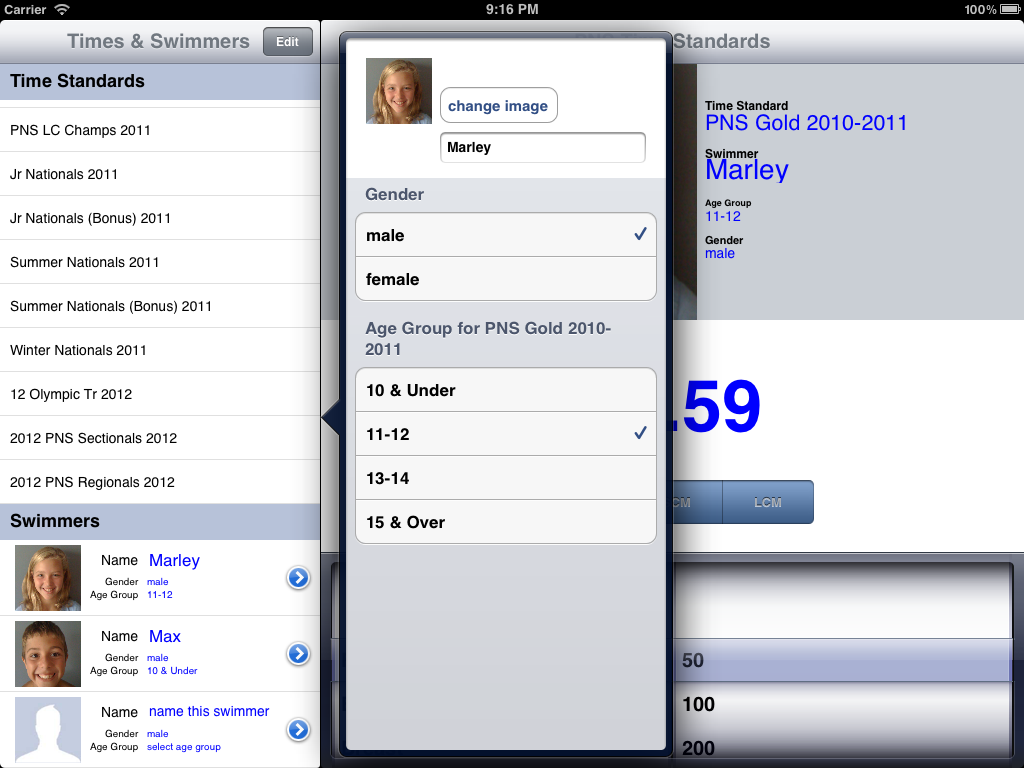 Carrier
9:16 PM
100%
Times & Swimmers
Edit
Time Standards
PNS LC Champs 2011
Jr Nationals 2011
Jr Nationals (Bonus) 2011
Summer Nationals 2011
Summer Nationals (Bonus) 2011
Winter Nationals 2011
12 Olympic Tr 2012
2012 PNS Sectionals 2012
2012 PNS Regionals 2012
Swimmers
Name Marley
Gender male
Age Group 11-12
Name Max
Gender male
Age Group 10 & Under
Name name this swimmer
Gender male
Age Group select age group
change image
Marley
Gender
male
female
Age Group for PNS Gold 2010-
2011
10 & Under
11-12
13-14
15 & Over
Standards
Time Standard
PNS Gold 2010-2011
Swimmer
Marley
Age Group
11-12
Gender
male
.59
CM
LCM
50
100
200